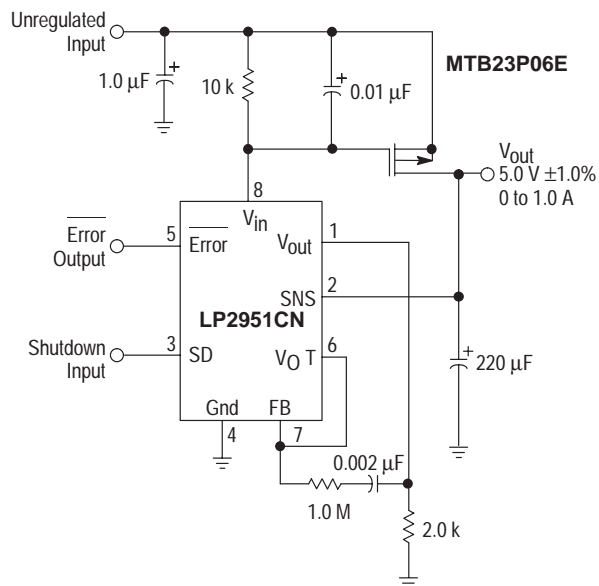 Unregulated
Input
1.0 μF
+
10 k
+
0.01 μF
MTB23P06E
Vout
5.0 V ±1.0%
0 to 1.0 A
8
Vin
Error
Output
5
Error
Vout
1
SNS
2
LP2951CN
Shutdown
Input
3
SD
VO T
6
+
220 μF
Gnd
FB
4
7
0.002 μF
1.0 M
2.0 k